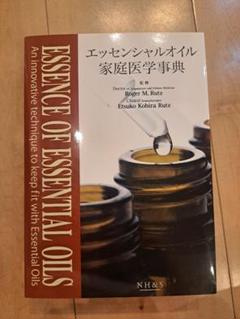 ESSENCE OF ESSENTIAL OILS
An innovative technique to keep fit with Essential Oils
エッセンシャルオイル
家庭医学事典
監修
Roger M. Rutz
Etsuko Kohira Rutz
NH&S